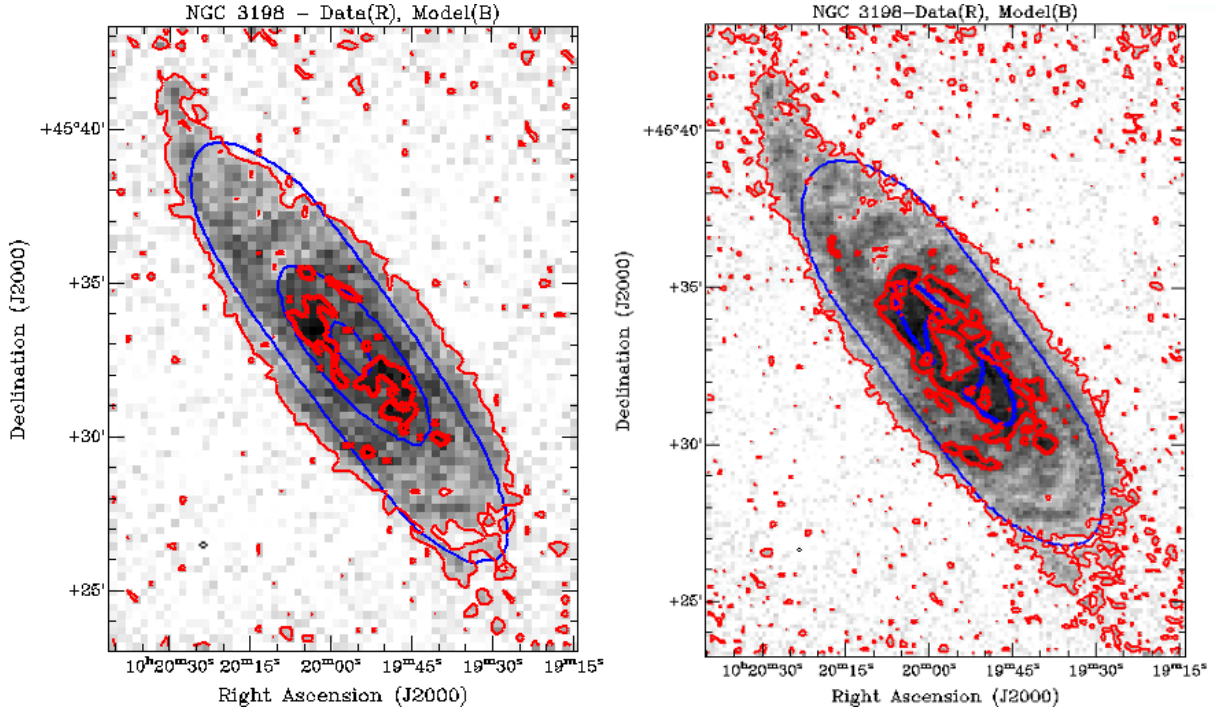 NGC 3198 - Data(R), Model(B)
+45°40'
+35'
+30'
+25'
Declination (J2000)
10ʰ20ᵐ30ˢ 20ᵐ15ˢ 20ᵐ00ˢ 19ᵐ45ˢ 19ᵐ30ˢ 19ᵐ15ˢ
Right Ascension (J2000)
NGC 3198-Data(R), Model(B)
+45°40'
+35'
+30'
+25'
Declination (J2000)
10ʰ20ᵐ30ˢ 20ᵐ15ˢ 20ᵐ00ˢ 19ᵐ45ˢ 19ᵐ30ˢ 19ᵐ15ˢ
Right Ascension (J2000)